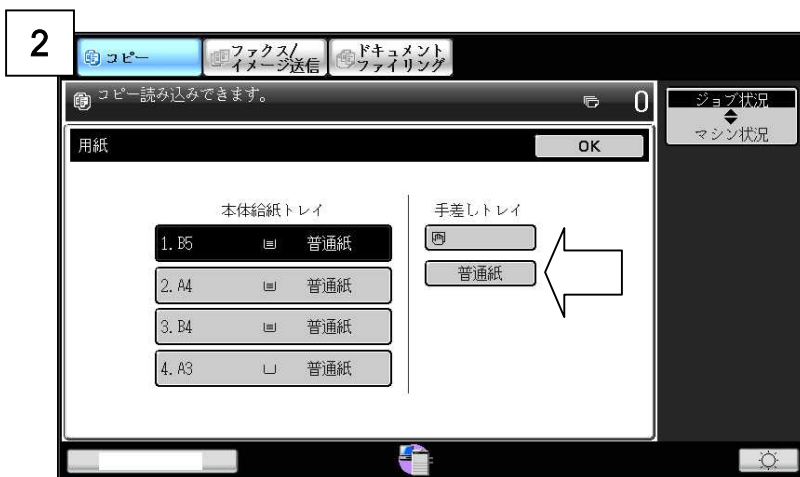 2
コピー
ファクス/
イメージ送信
ドキュメント
ファイリング
コピー読み込みできます。
0
ジョブ状況
マシン状況
用紙
OK
本体給紙トレイ
手差しトレイ
1. B5 普通紙
2. A4 普通紙
普通紙
3. B4 普通紙
4. A3 普通紙